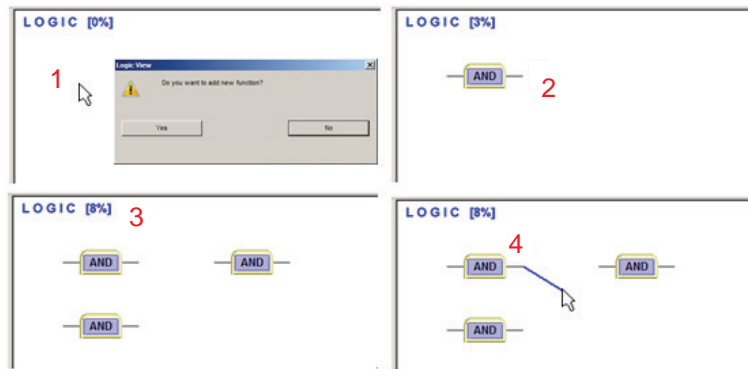 LOGIC [0%]
1
Logic View
Do you want to add new function?
Yes
No
LOGIC [3%]
AND
2
LOGIC [8%]
3
AND
AND
AND
LOGIC [8%]
4
AND
AND
AND